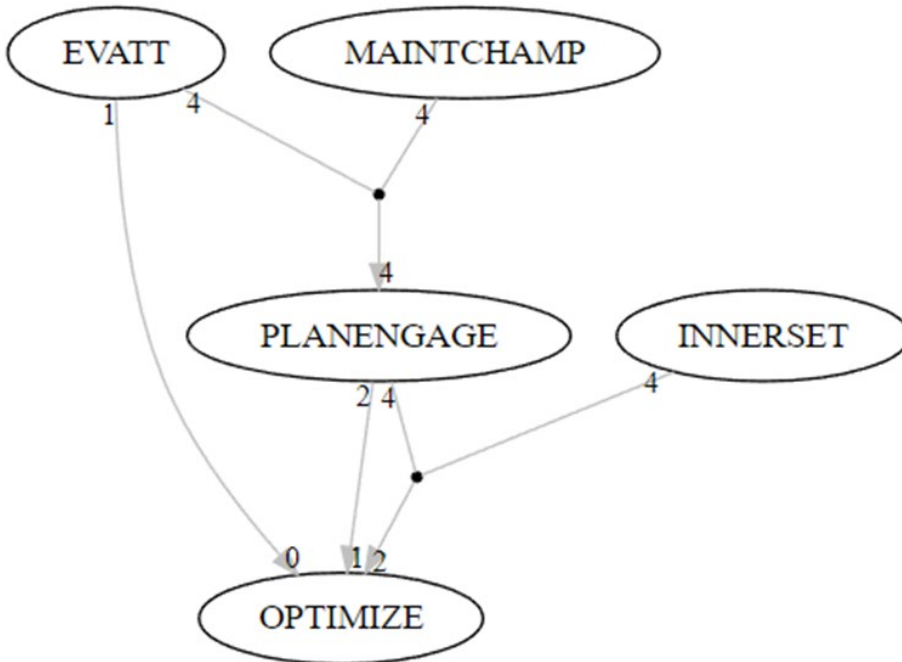 EVATT MAINTCHAMP
1 4 4
4
PLANENGAGE INNERSET
2 4 4
0 1 2
OPTIMIZE